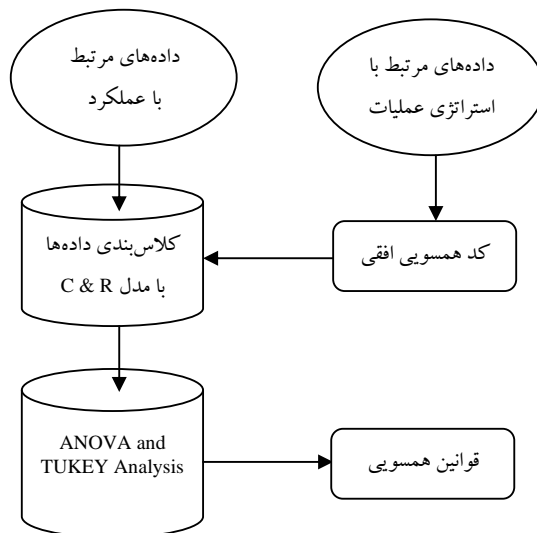 داده‌های مرتبط
با عملکرد
داده‌های مرتبط با
استراتژی عملیات
کلاس‌بندی داده‌ها
با مدل C & R
کد همسویی افقی
ANOVA and
TUKEY Analysis
قوانین همسویی